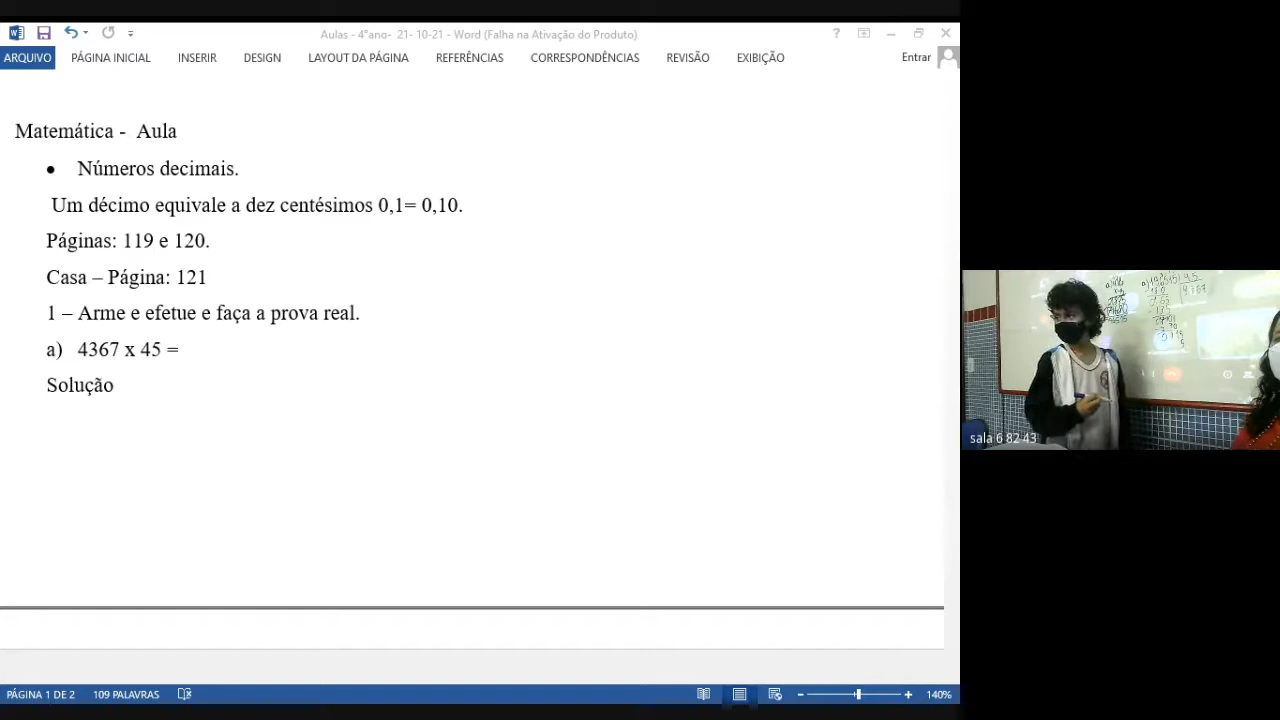 Aulas - 4°ano- 21- 10-21 - Word (Falha na Ativação do Produto)
?
ARQUIVO PÁGINA INICIAL INSERIR DESIGN LAYOUT DA PÁGINA REFERÊNCIAS CORRESPONDÊNCIAS REVISÃO EXIBIÇÃO Entrar
Matemática - Aula
• Números decimais.
Um décimo equivale a dez centésimos 0,1= 0,10.
Páginas: 119 e 120.
Casa – Página: 121
1 – Arme e efetue e faça a prova real.
a) 4367 x 45 =
Solução
sala 6 82 43
PÁGINA 1 DE 2 109 PALAVRAS 140%